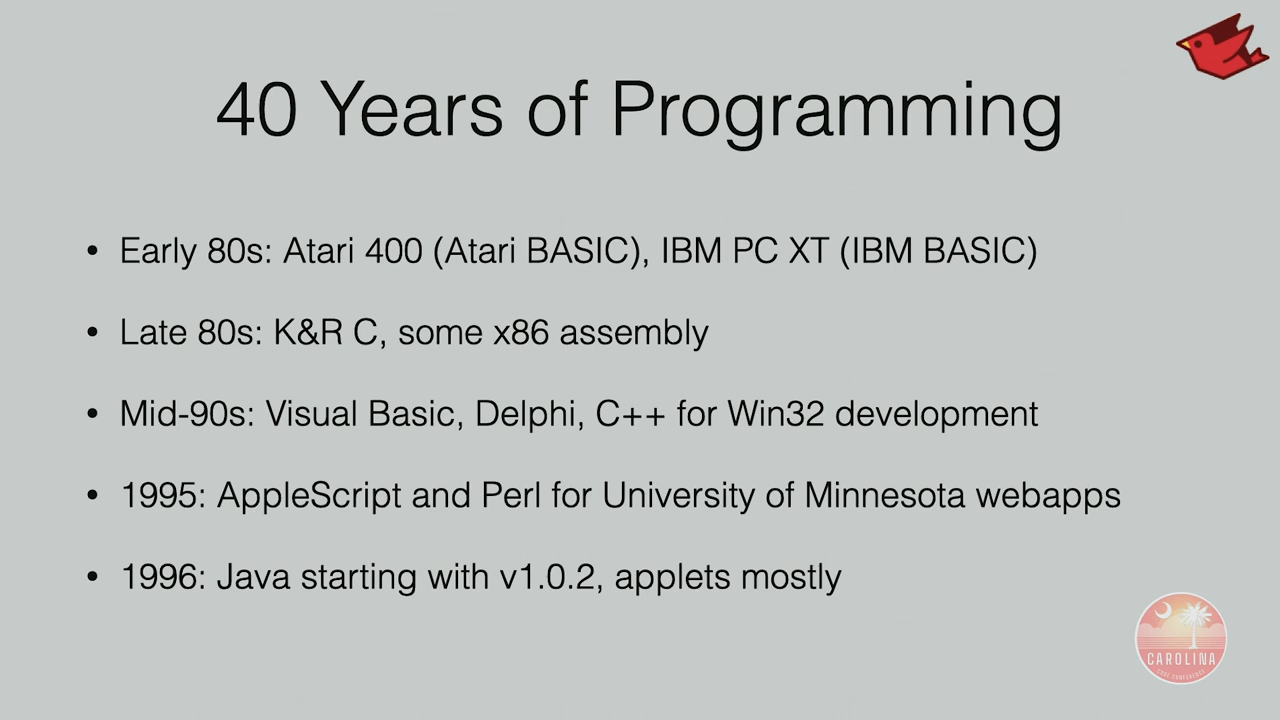 40 Years of Programming
• Early 80s: Atari 400 (Atari BASIC), IBM PC XT (IBM BASIC)
• Late 80s: K&R C, some x86 assembly
• Mid-90s: Visual Basic, Delphi, C++ for Win32 development
• 1995: AppleScript and Perl for University of Minnesota webapps
• 1996: Java starting with v1.0.2, applets mostly
CAROLINA
CODE CONFERENCE